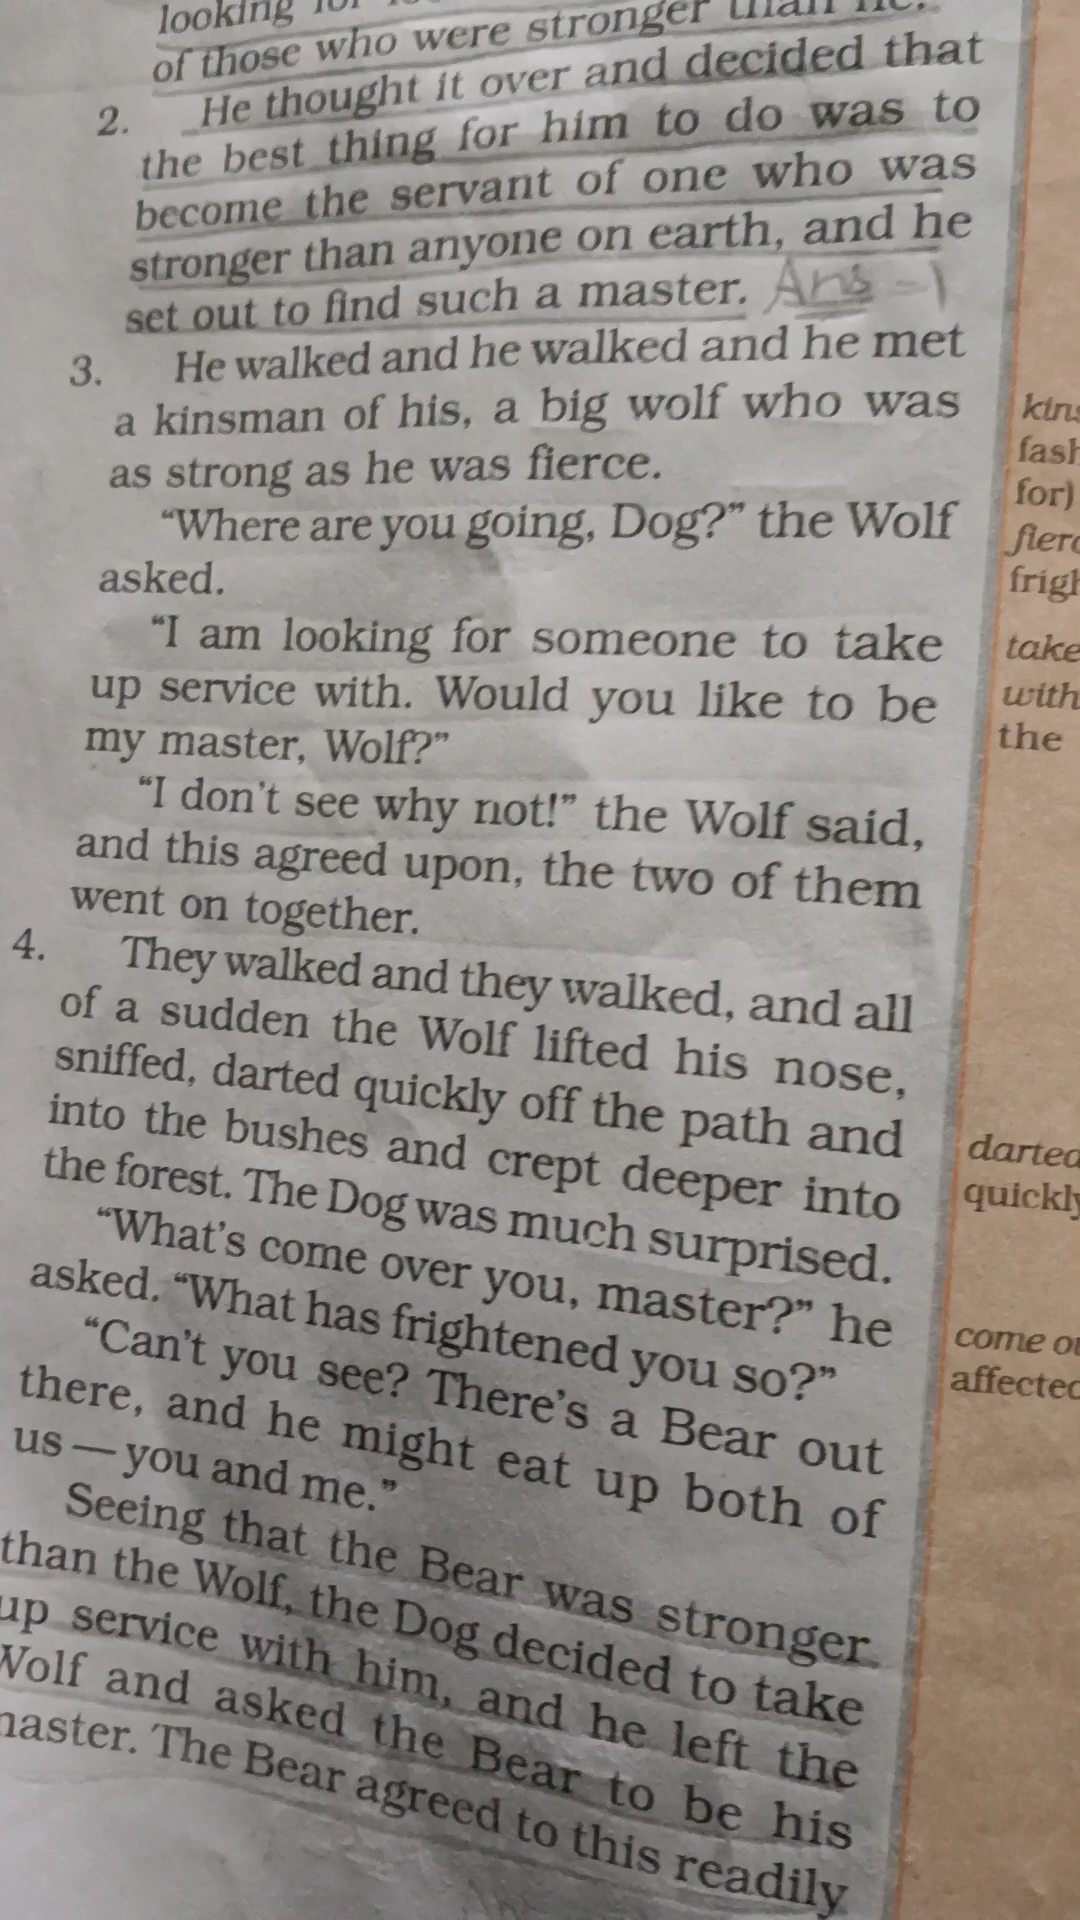 looking
of those who were stronger than he.
2. He thought it over and decided that
the best thing for him to do was to
become the servant of one who was
stronger than anyone on earth, and he
set out to find such a master. Ans - 1
3. He walked and he walked and he met
a kinsman of his, a big wolf who was
as strong as he was fierce.
“Where are you going, Dog?” the Wolf
asked.
“I am looking for someone to take
up service with. Would you like to be
my master, Wolf?”
“I don't see why not!” the Wolf said,
and this agreed upon, the two of them
went on together.
4. They walked and they walked, and all
of a sudden the Wolf lifted his nose,
sniffed, darted quickly off the path and
into the bushes and crept deeper into
the forest. The Dog was much surprised.
“What's come over you, master?” he
asked. “What has frightened you so?”
“Can't you see? There's a Bear out
there, and he might eat up both of
us — you and me.”
Seeing that the Bear was stronger
than the Wolf, the Dog decided to take
up service with him, and he left the
Wolf and asked the Bear to be his
master. The Bear agreed to this readily
for)
take
with
the
quickly
come